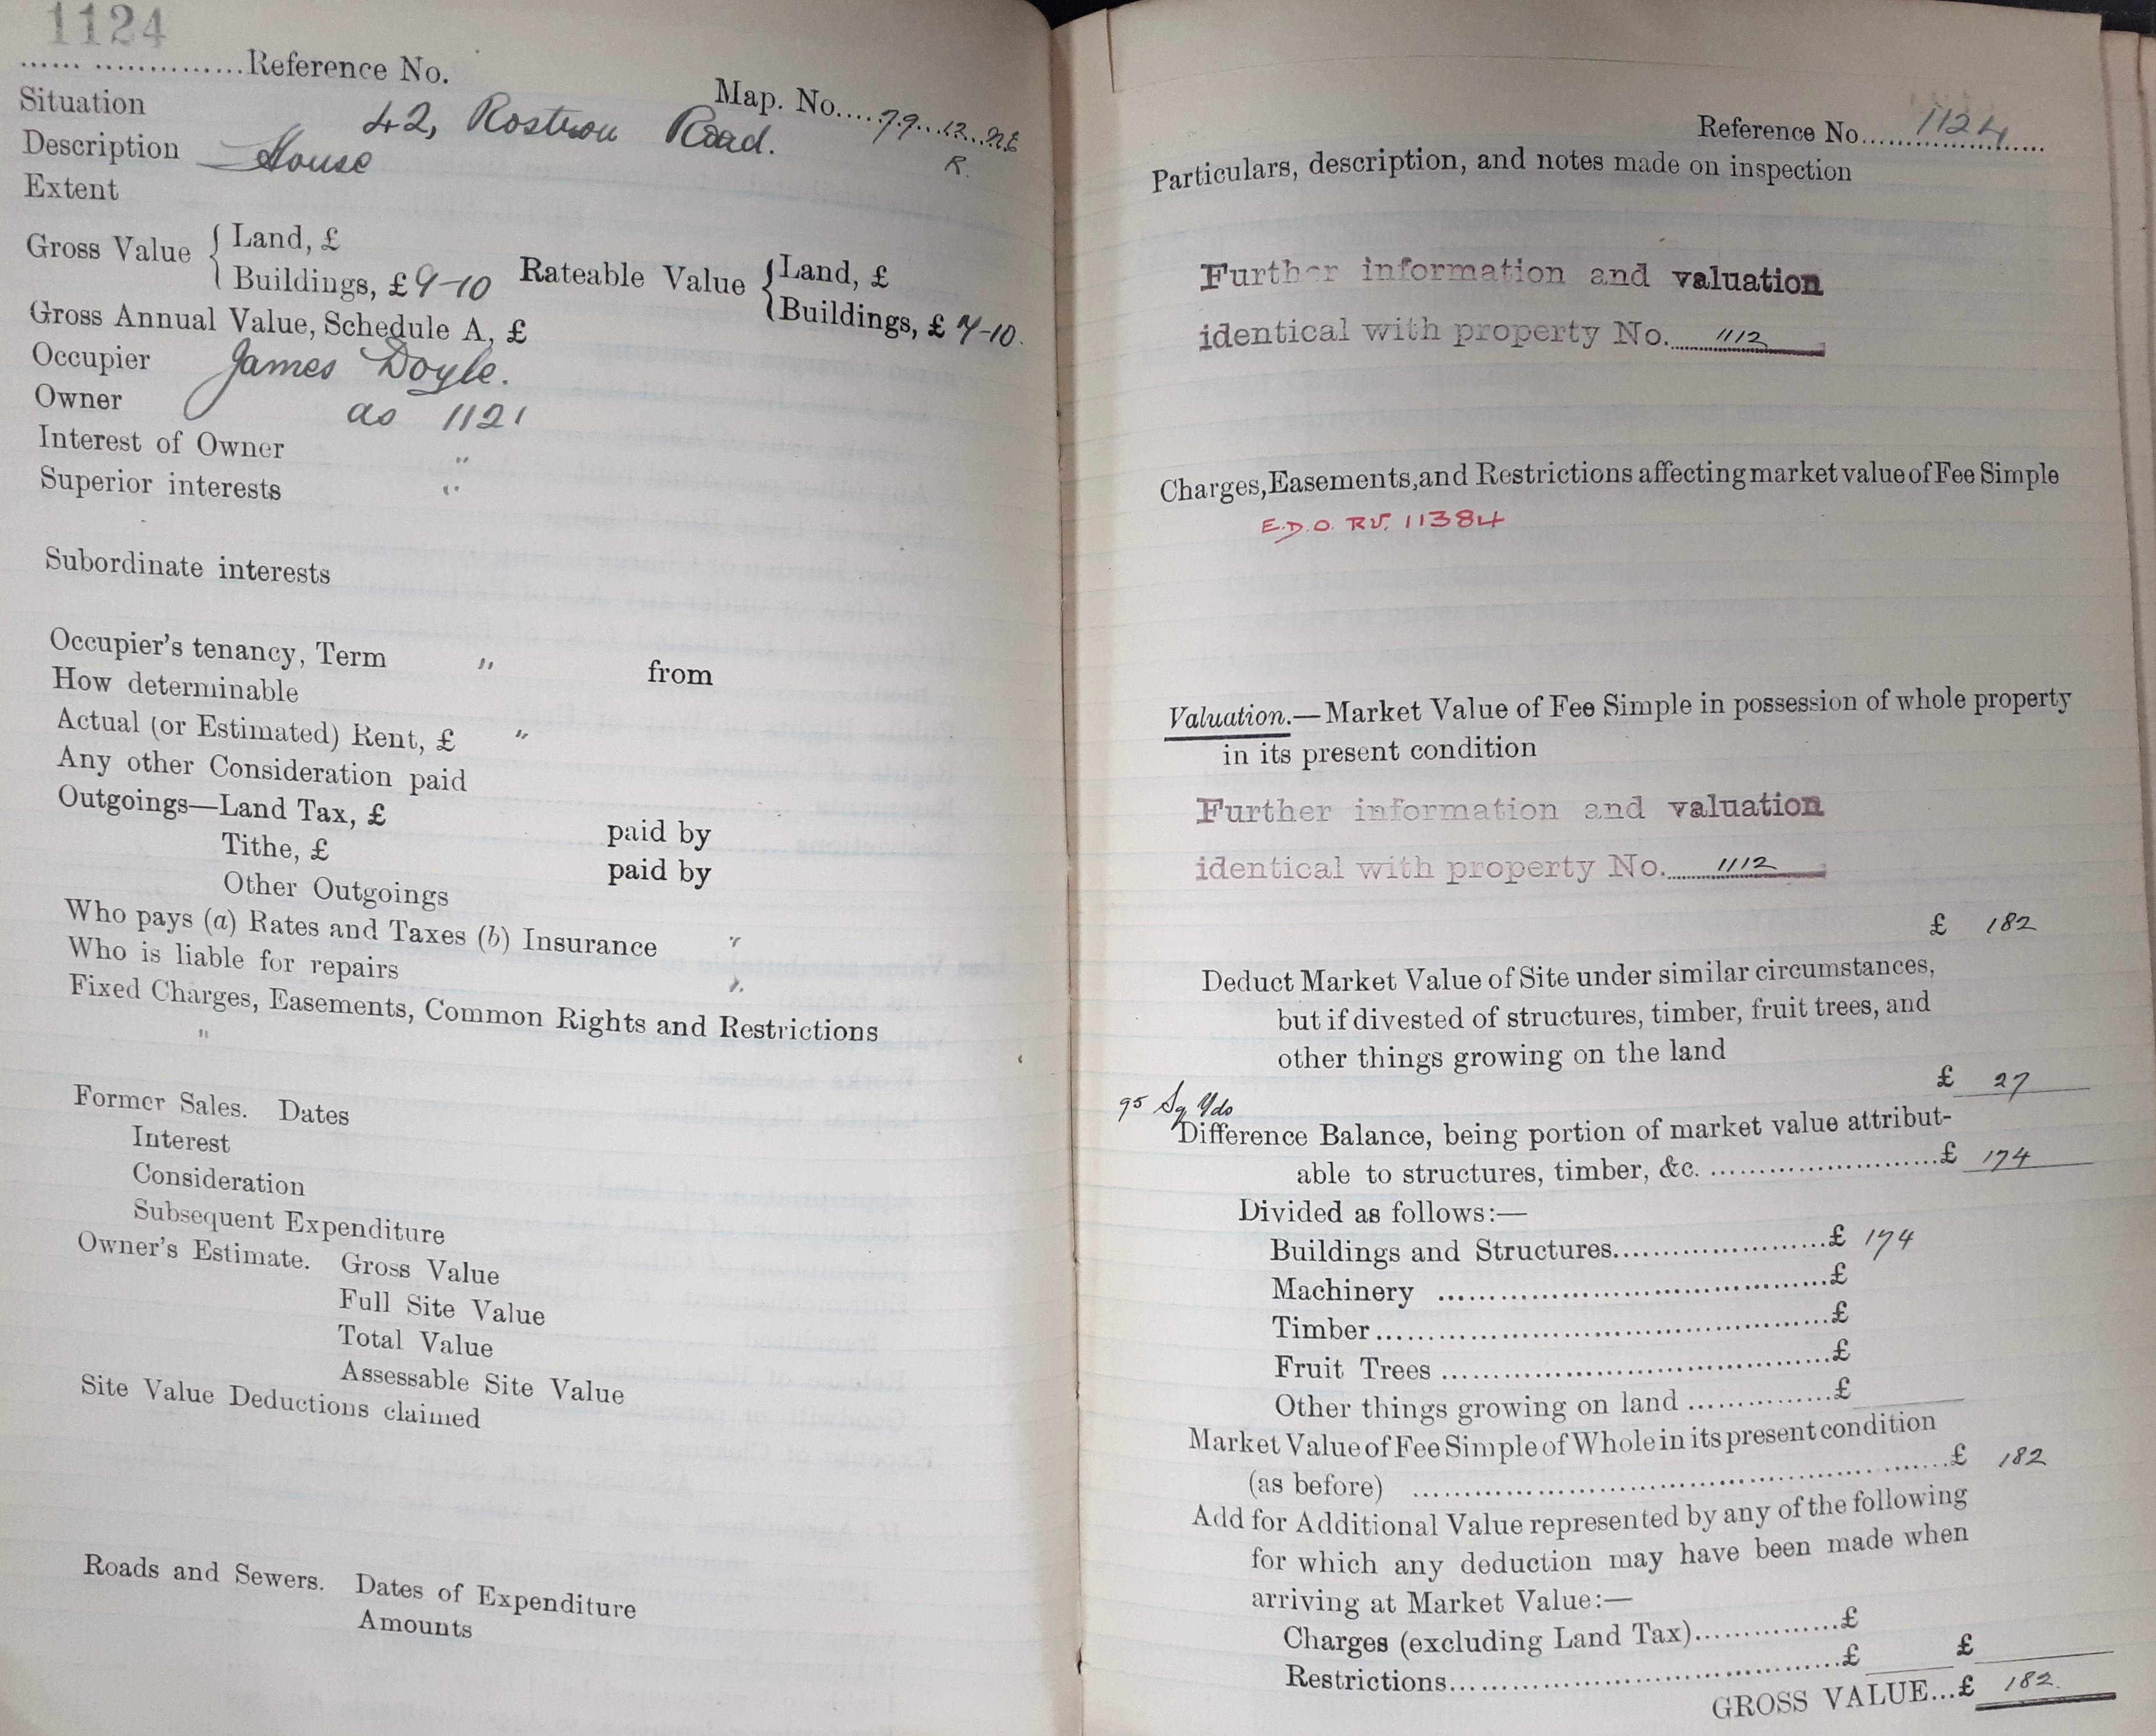 1124
.....................Reference No.
Map. No. 79..12..N.E
R.
Situation 42, Rostron Road.
Description House
Extent
Gross Value { Land, £
Buildings, £ 9-10 Rateable Value { Land, £
Buildings, £ 7-10.
Gross Annual Value, Schedule A, £
Occupier James Doyle.
Owner as 1121
Interest of Owner "
Superior interests "
Subordinate interests
Occupier's tenancy, Term " from
How determinable
Actual (or Estimated) Rent, £ "
Any other Consideration paid
Outgoings—Land Tax, £ paid by
Tithe, £ paid by
Other Outgoings
Who pays (a) Rates and Taxes (b) Insurance "
Who is liable for repairs "
Fixed Charges, Easements, Common Rights and Restrictions
"
Former Sales. Dates
Interest
Consideration
Subsequent Expenditure
Owner's Estimate. Gross Value
Full Site Value
Total Value
Assessable Site Value
Site Value Deductions claimed
Roads and Sewers. Dates of Expenditure
Amounts
Reference No. 1124
Particulars, description, and notes made on inspection
Further information and valuation
identical with property No. 1112
Charges, Easements, and Restrictions affecting market value of Fee Simple
E.D.O. RV. 11384
Valuation.—Market Value of Fee Simple in possession of whole property
in its present condition
Further information and valuation
identical with property No. 1112
£ 182
Deduct Market Value of Site under similar circumstances,
but if divested of structures, timber, fruit trees, and
other things growing on the land
£ 27
95 Sq Yds
Difference Balance, being portion of market value attribut-
able to structures, timber, &c. £ 174
Divided as follows:—
Buildings and Structures £ 174
Machinery £
Timber £
Fruit Trees £
Other things growing on land £
Market Value of Fee Simple of Whole in its present condition
(as before) £ 182
Add for Additional Value represented by any of the following
for which any deduction may have been made when
arriving at Market Value:—
Charges (excluding Land Tax) £
Restrictions £ £
GROSS VALUE...£ 182.